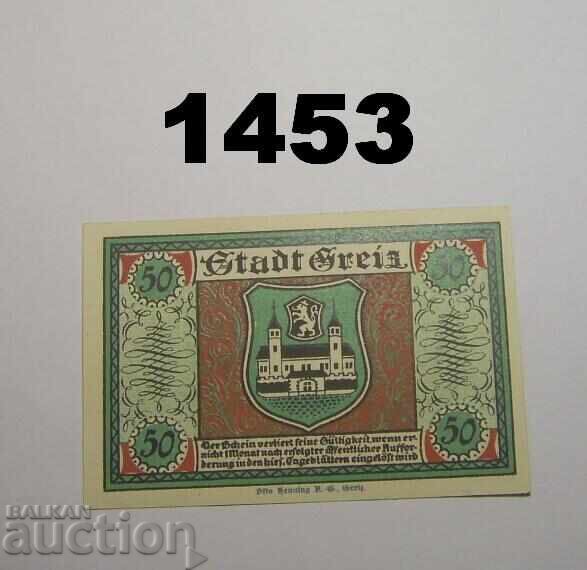 1453
Stadt Greiz
50 50
Der Schein verliert seine Gültigkeit, wenn er
nicht 1 Monat nach erfolgter öffentlicher Auffor-
derung in den hies. Tageblättern eingelöst wird
50 50
Otto Henning A.-G., Greiz.
BALKAN
auction